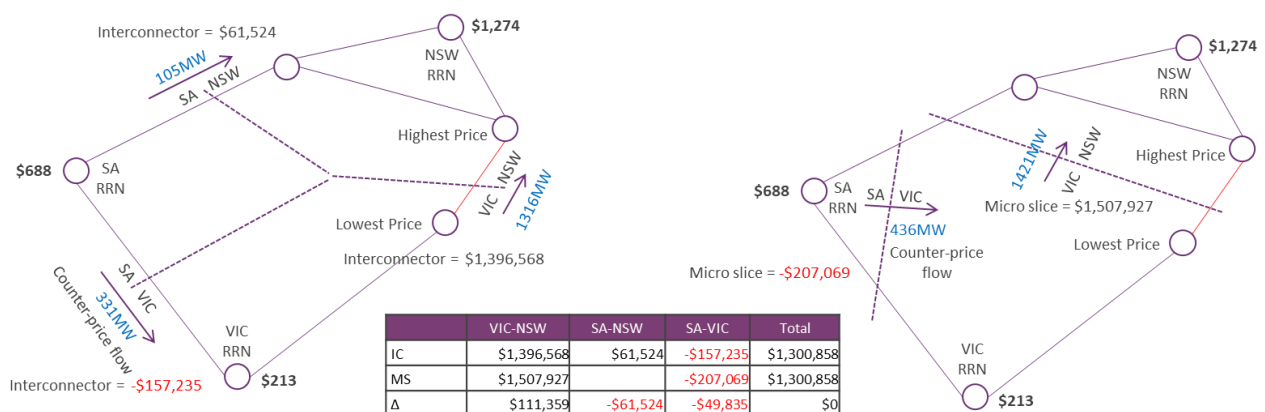 Interconnector = $61,524
$1,274
NSW
RRN
105MW
SA NSW
Highest Price
$688
SA
RRN
VIC NSW
1316MW
Lowest Price
Interconnector = $1,396,568
SA VIC
331MW
Counter-price flow
VIC
RRN
$213
Interconnector = -$157,235
$1,274
NSW
RRN
1421MW
VIC NSW
Highest Price
$688
SA
RRN
SA VIC
Micro slice = $1,507,927
436MW
Counter-price
flow
Lowest Price
Micro slice = -$207,069
VIC
RRN
$213
VIC-NSW SA-NSW SA-VIC Total
IC $1,396,568 $61,524 -$157,235 $1,300,858
MS $1,507,927 -$207,069 $1,300,858
Δ $111,359 -$61,524 -$49,835 $0